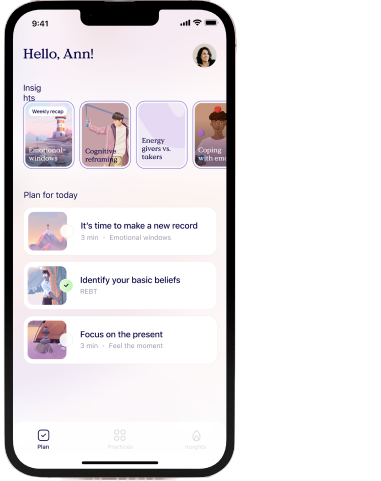 9:41
Hello, Ann!
Insig
hts
Weekly recap
Emotional
windows
Cognitive
reframing
Energy
givers vs.
takers
Coping
with emo
Plan for today
It's time to make a new record
3 min • Emotional windows
Identify your basic beliefs
REBT
Focus on the present
3 min • Feel the moment
Plan
Practices
Insights